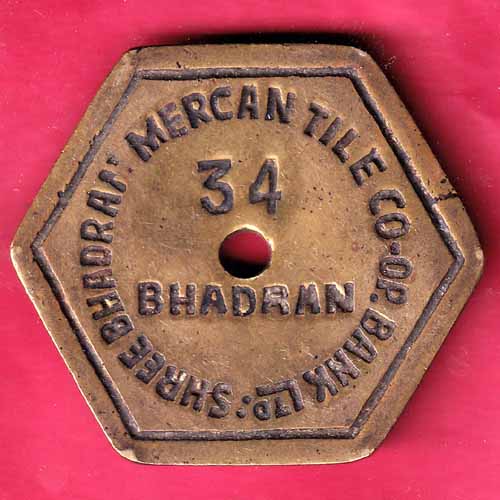 SHREE BHADRAN MERCANTILE CO-OP. BANK LTD:
34
BHADRAN